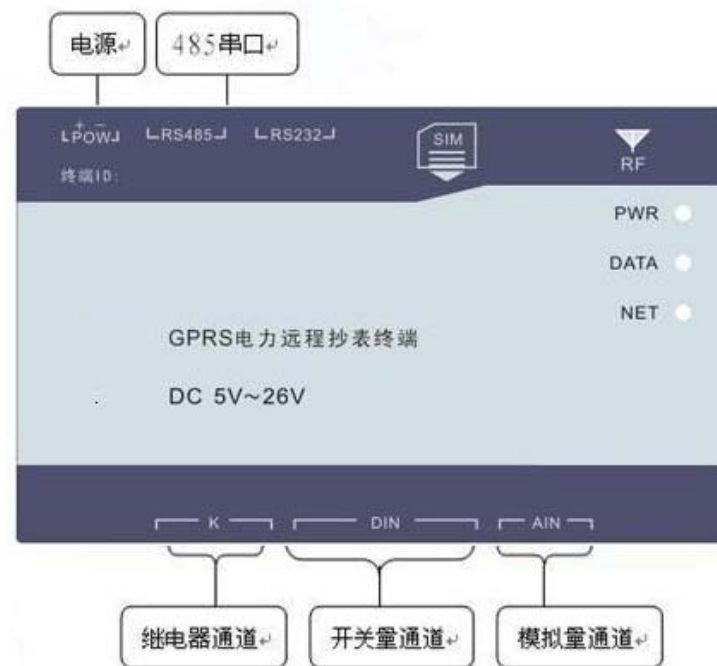 电源
485串口
+ -
POW
RS485
RS232
SIM
RF
终端ID:
PWR
DATA
NET
GPRS电力远程抄表终端
DC 5V~26V
K
DIN
AIN
继电器通道
开关量通道
模拟量通道